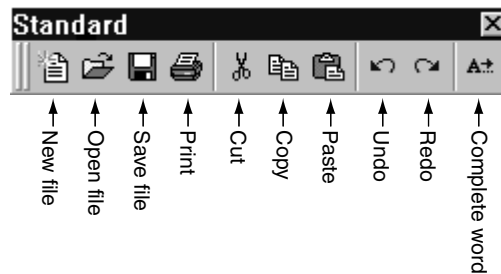 Standard
New file
Open file
Save file
Print
Cut
Copy
Paste
Undo
Redo
Complete word